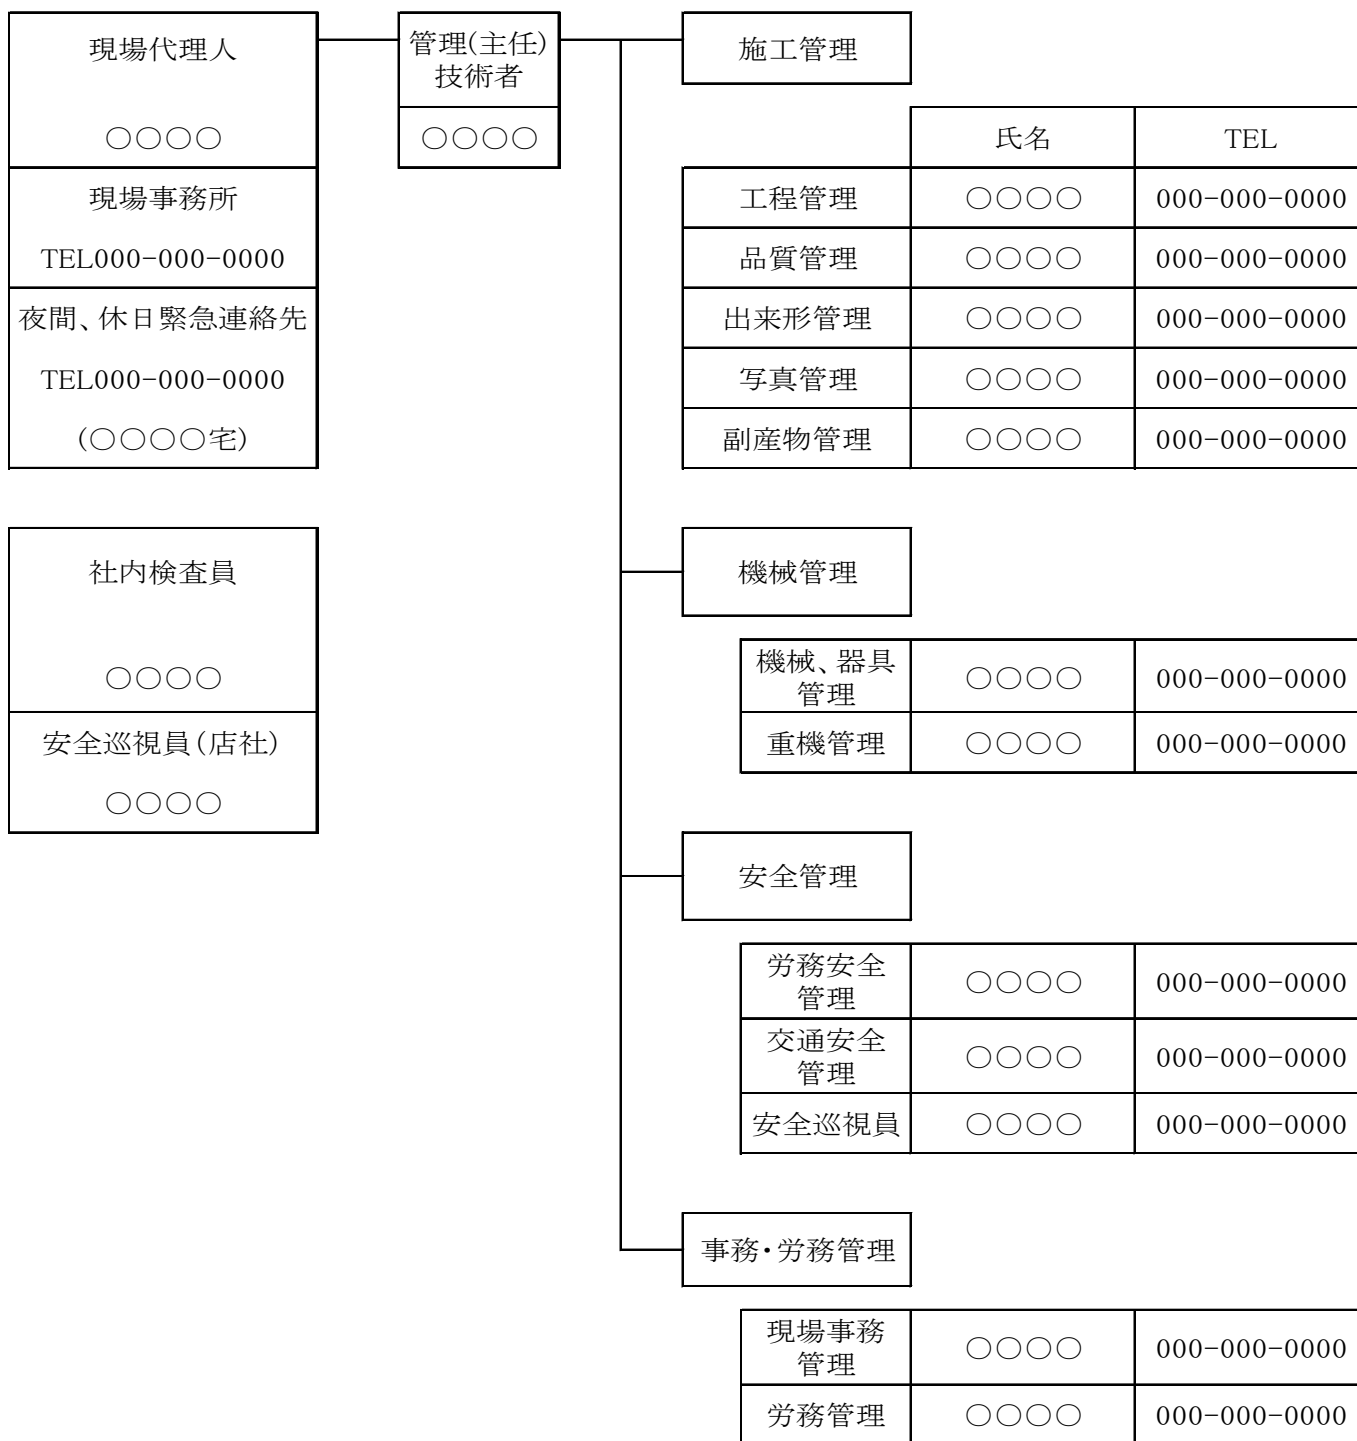 現場代理人
○○○○
現場事務所
TEL000-000-0000
夜間、休日緊急連絡先
TEL000-000-0000
(○○○○宅)
管理(主任)
技術者
○○○○
施工管理
氏名 TEL
工程管理 ○○○○ 000-000-0000
品質管理 ○○○○ 000-000-0000
出来形管理 ○○○○ 000-000-0000
写真管理 ○○○○ 000-000-0000
副産物管理 ○○○○ 000-000-0000
社内検査員
○○○○
安全巡視員(店社)
○○○○
機械管理
機械、器具
管理 ○○○○ 000-000-0000
重機管理 ○○○○ 000-000-0000
安全管理
労務安全
管理 ○○○○ 000-000-0000
交通安全
管理 ○○○○ 000-000-0000
安全巡視員 ○○○○ 000-000-0000
事務・労務管理
現場事務
管理 ○○○○ 000-000-0000
労務管理 ○○○○ 000-000-0000